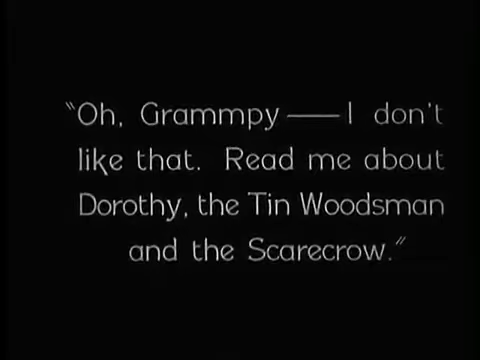 "Oh, Grammpy — I don't
like that. Read me about
Dorothy, the Tin Woodsman
and the Scarecrow."